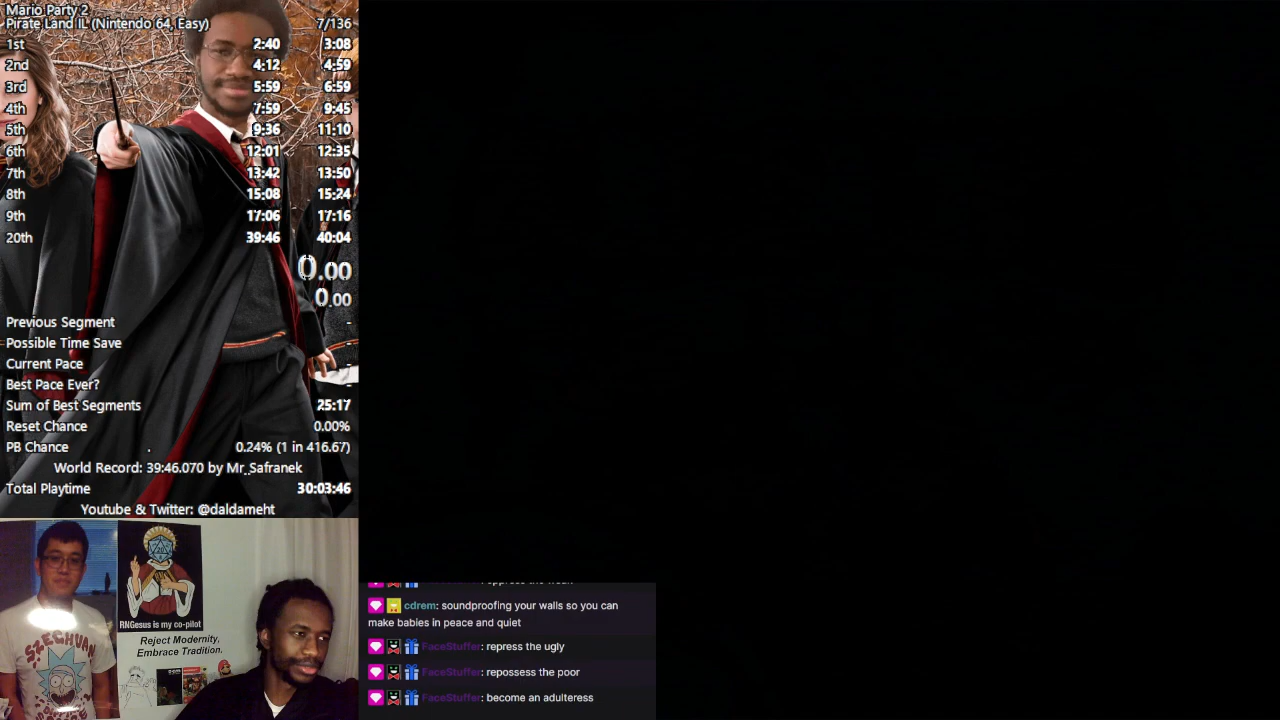 Mario Party 2
Pirate Land IL (Nintendo 64, Easy) 7/136
1st 2:40 3:08
2nd 4:12 4:59
3rd 5:59 6:59
4th 7:59 9:45
5th 9:36 11:10
6th 12:01 12:35
7th 13:42 13:50
8th 15:08 15:24
9th 17:06 17:16
20th 39:46 40:04
0.00
0.00
Previous Segment -
Possible Time Save -
Current Pace -
Best Pace Ever? -
Sum of Best Segments 25:17
Reset Chance 0.00%
PB Chance 0.24% (1 in 416.67)
World Record: 39:46.070 by Mr_Safranek
Total Playtime 30:03:46
Youtube & Twitter: @daldameht
RNGesus is my co-pilot
Reject Modernity,
Embrace Tradition.
SZECHUAN
cdrem: soundproofing your walls so you can
make babies in peace and quiet
FaceStuffer: repress the ugly
FaceStuffer: repossess the poor
FaceStuffer: become an adulteress